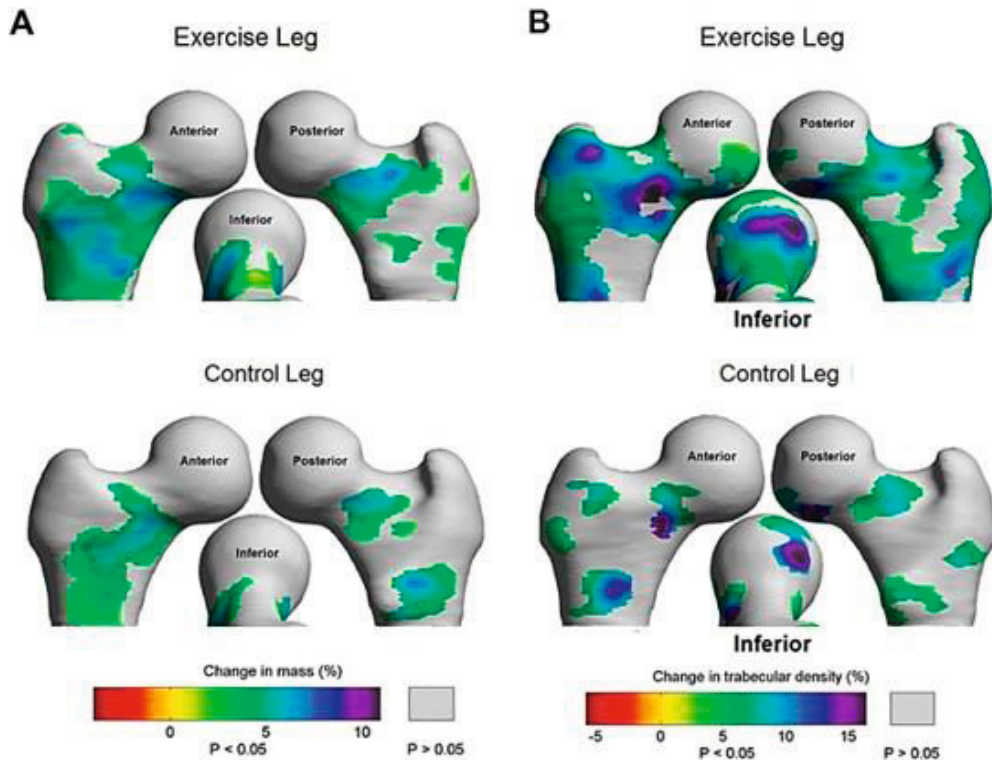 A
Exercise Leg
Anterior
Posterior
Inferior
Control Leg
Anterior
Posterior
Inferior
Change in mass (%)
0 5 10
P < 0.05
P > 0.05
B
Exercise Leg
Anterior
Posterior
Inferior
Control Leg
Anterior
Posterior
Inferior
Change in trabecular density (%)
-5 0 5 10 15
P < 0.05
P > 0.05